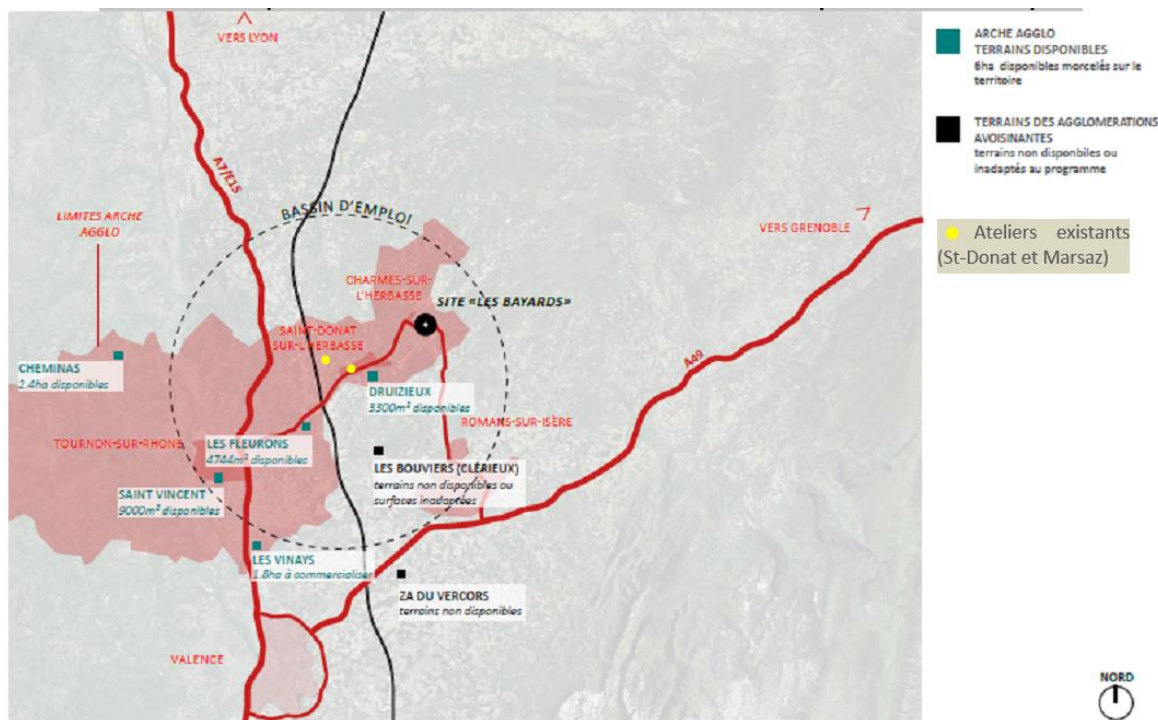 VERS LYON
A7/E15
LIMITES ARCHE
AGGLO
BASSIN D'EMPLOI
VERS GRENOBLE
CHARMES-SUR-
L'HERBASSE
SITE «LES BAYARDS»
SAINT-DONAT
SUR-L'HERBASSE
CHEMINAS
2.4ha disponibles
DRUIZIEUX
3300m² disponibles
A49
ROMANS-SUR-ISÈRE
TOURNON-SUR-RHONE
LES FLEURONS
4744m² disponibles
LES BOUVIERS (CLÉRIEUX)
terrains non disponibles ou
surfaces inadaptées
SAINT VINCENT
9000m² disponibles
LES VINAYS
1.8ha à commercialiser
ZA DU VERCORS
terrains non disponibles
VALENCE
ARCHE AGGLO
TERRAINS DISPONIBLES
6ha disponibles morcelés sur le
territoire
TERRAINS DES AGGLOMERATIONS
AVOISINANTES
terrains non disponbiles ou
inadaptés au programme
Ateliers existants
(St-Donat et Marsaz)
NORD